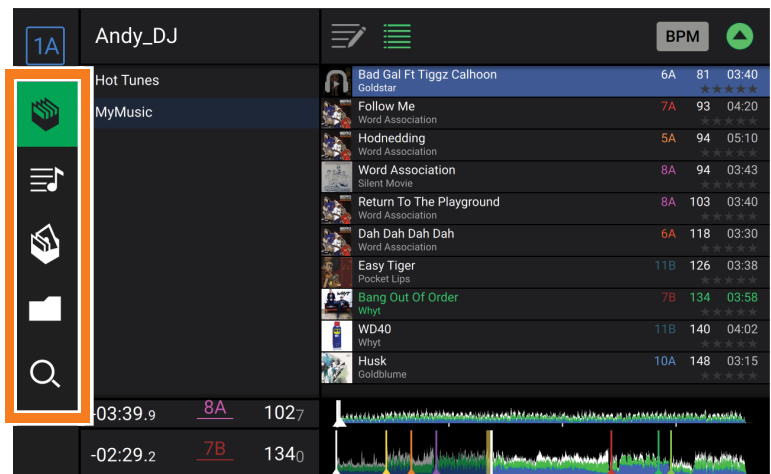 1A Andy_DJ BPM
Hot Tunes
MyMusic
Bad Gal Ft Tiggz Calhoon 6A 81 03:40
Goldstar
Follow Me 7A 93 04:20
Word Association
Hodnedding 5A 94 05:10
Word Association
Word Association 8A 94 03:43
Silent Movie
Return To The Playground 8A 103 03:40
Word Association
Dah Dah Dah Dah 6A 118 03:30
Word Association
Easy Tiger 11B 126 03:38
Pocket Lips
Bang Out Of Order 7B 134 03:58
Whyt
WD40 11B 140 04:02
Whyt
Husk 10A 148 03:15
Goldblume
-03:39.9 8A 1027
-02:29.2 7B 1340